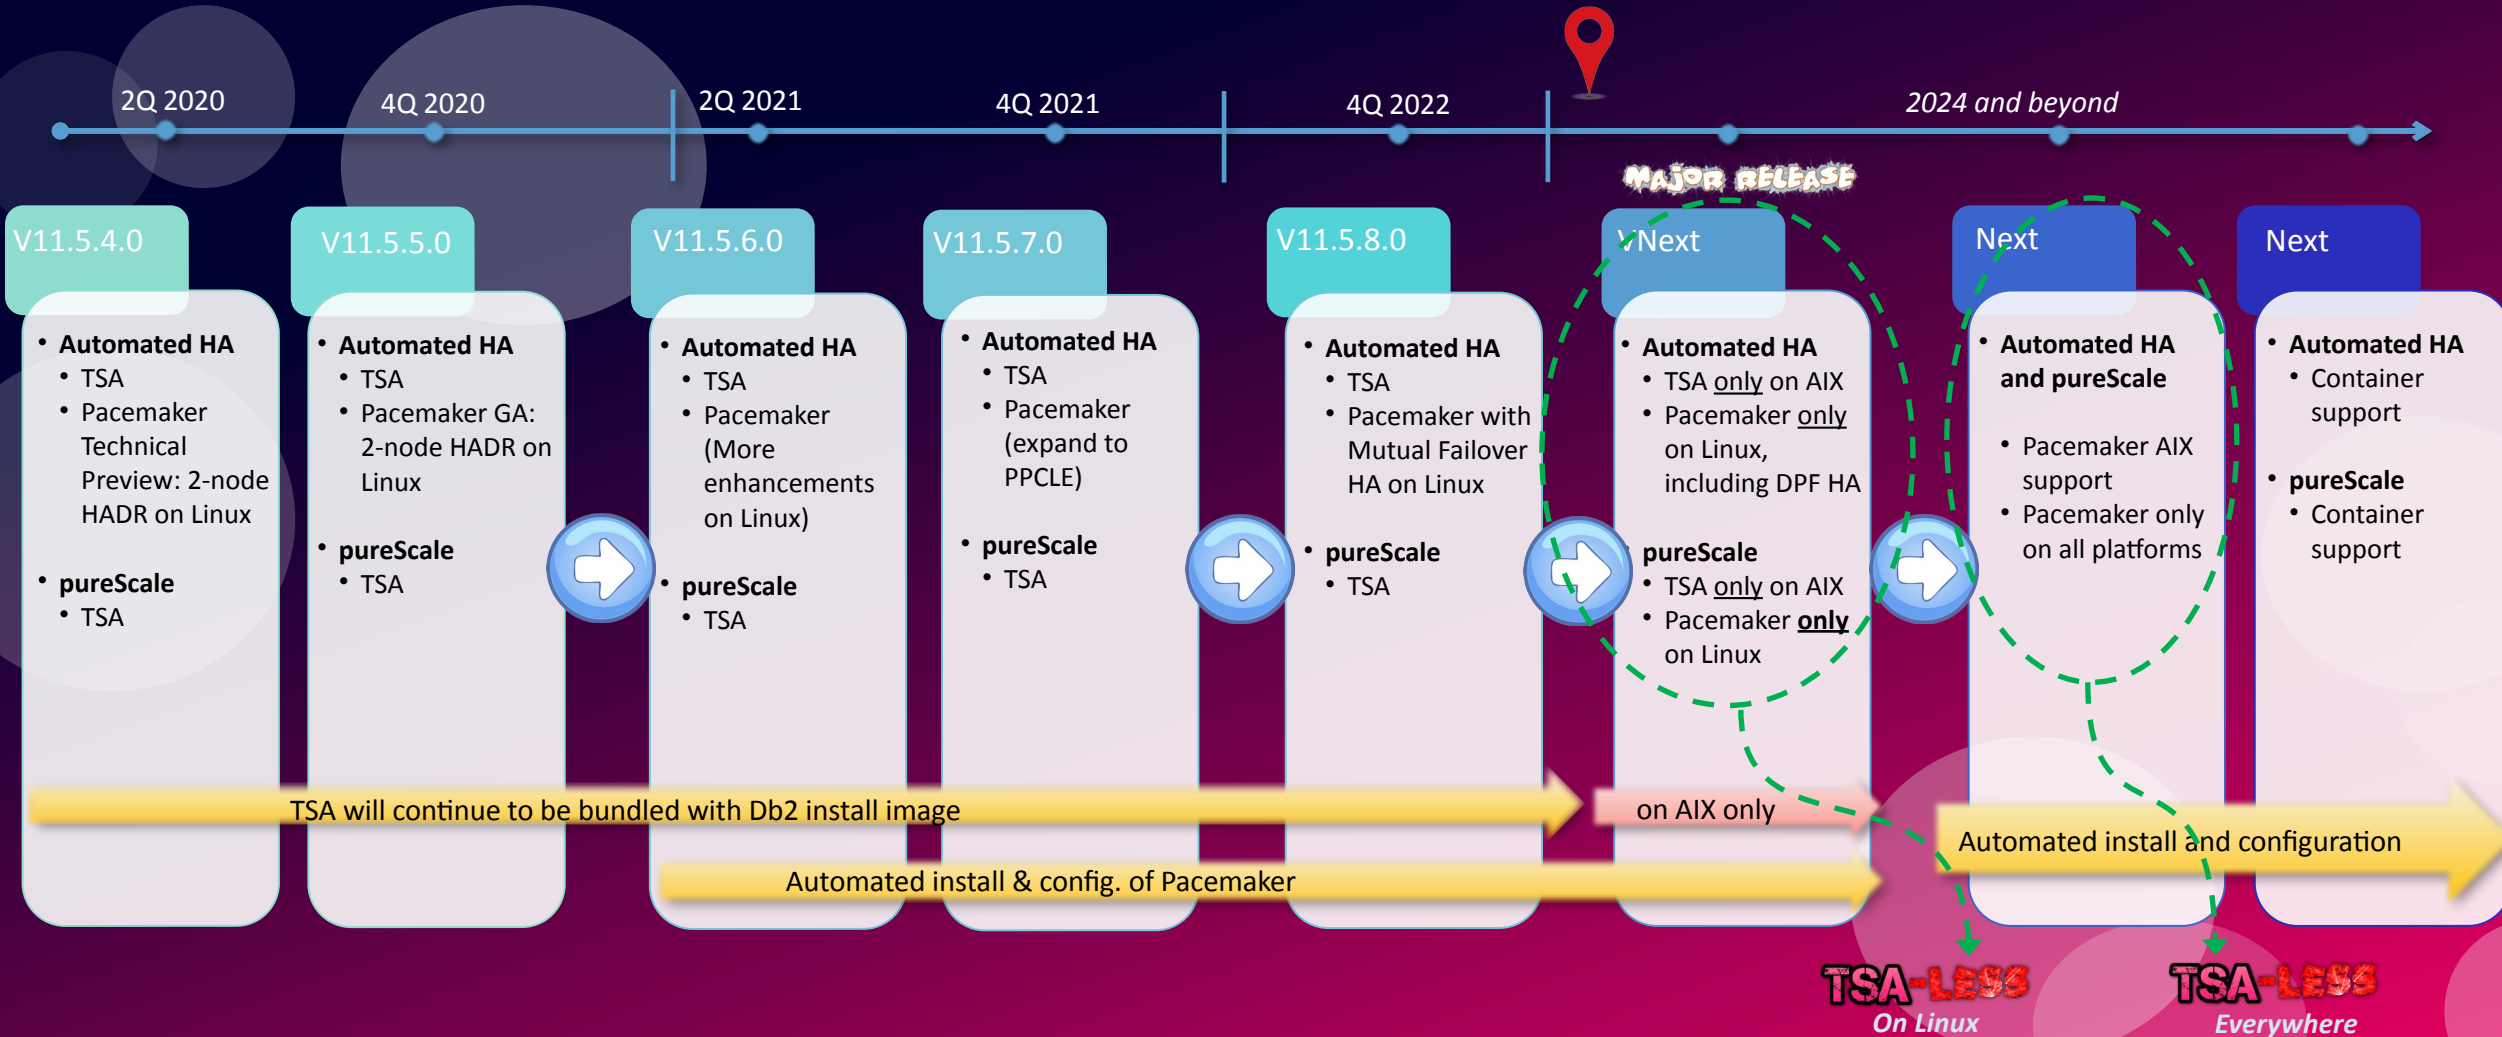 2Q 2020
4Q 2020
2Q 2021
4Q 2021
4Q 2022
2024 and beyond
MAJOR RELEASE
V11.5.4.0
• Automated HA
• TSA
• Pacemaker
Technical
Preview: 2-node
HADR on Linux
• pureScale
• TSA
V11.5.5.0
• Automated HA
• TSA
• Pacemaker GA:
2-node HADR on
Linux
• pureScale
• TSA
V11.5.6.0
• Automated HA
• TSA
• Pacemaker
(More
enhancements
on Linux)
• pureScale
• TSA
V11.5.7.0
• Automated HA
• TSA
• Pacemaker
(expand to
PPCLE)
• pureScale
• TSA
V11.5.8.0
• Automated HA
• TSA
• Pacemaker with
Mutual Failover
HA on Linux
• pureScale
• TSA
VNext
• Automated HA
• TSA only on AIX
• Pacemaker only
on Linux,
including DPF HA
• pureScale
• TSA only on AIX
• Pacemaker only
on Linux
Next
• Automated HA
and pureScale
• Pacemaker AIX
support
• Pacemaker only
on all platforms
Next
• Automated HA
• Container
support
• pureScale
• Container
support
TSA will continue to be bundled with Db2 install image
on AIX only
Automated install & config. of Pacemaker
Automated install and configuration
TSA-LESS
On Linux
TSA-LESS
Everywhere